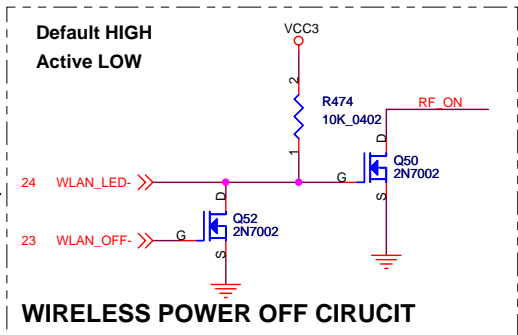 Default HIGH
Active LOW
VCC3
2
R474
10K_0402
1
RF_ON
D
G
Q50
2N7002
S
24 WLAN_LED-
D
Q52
2N7002
23 WLAN_OFF-
G
S
WIRELESS POWER OFF CIRUCIT